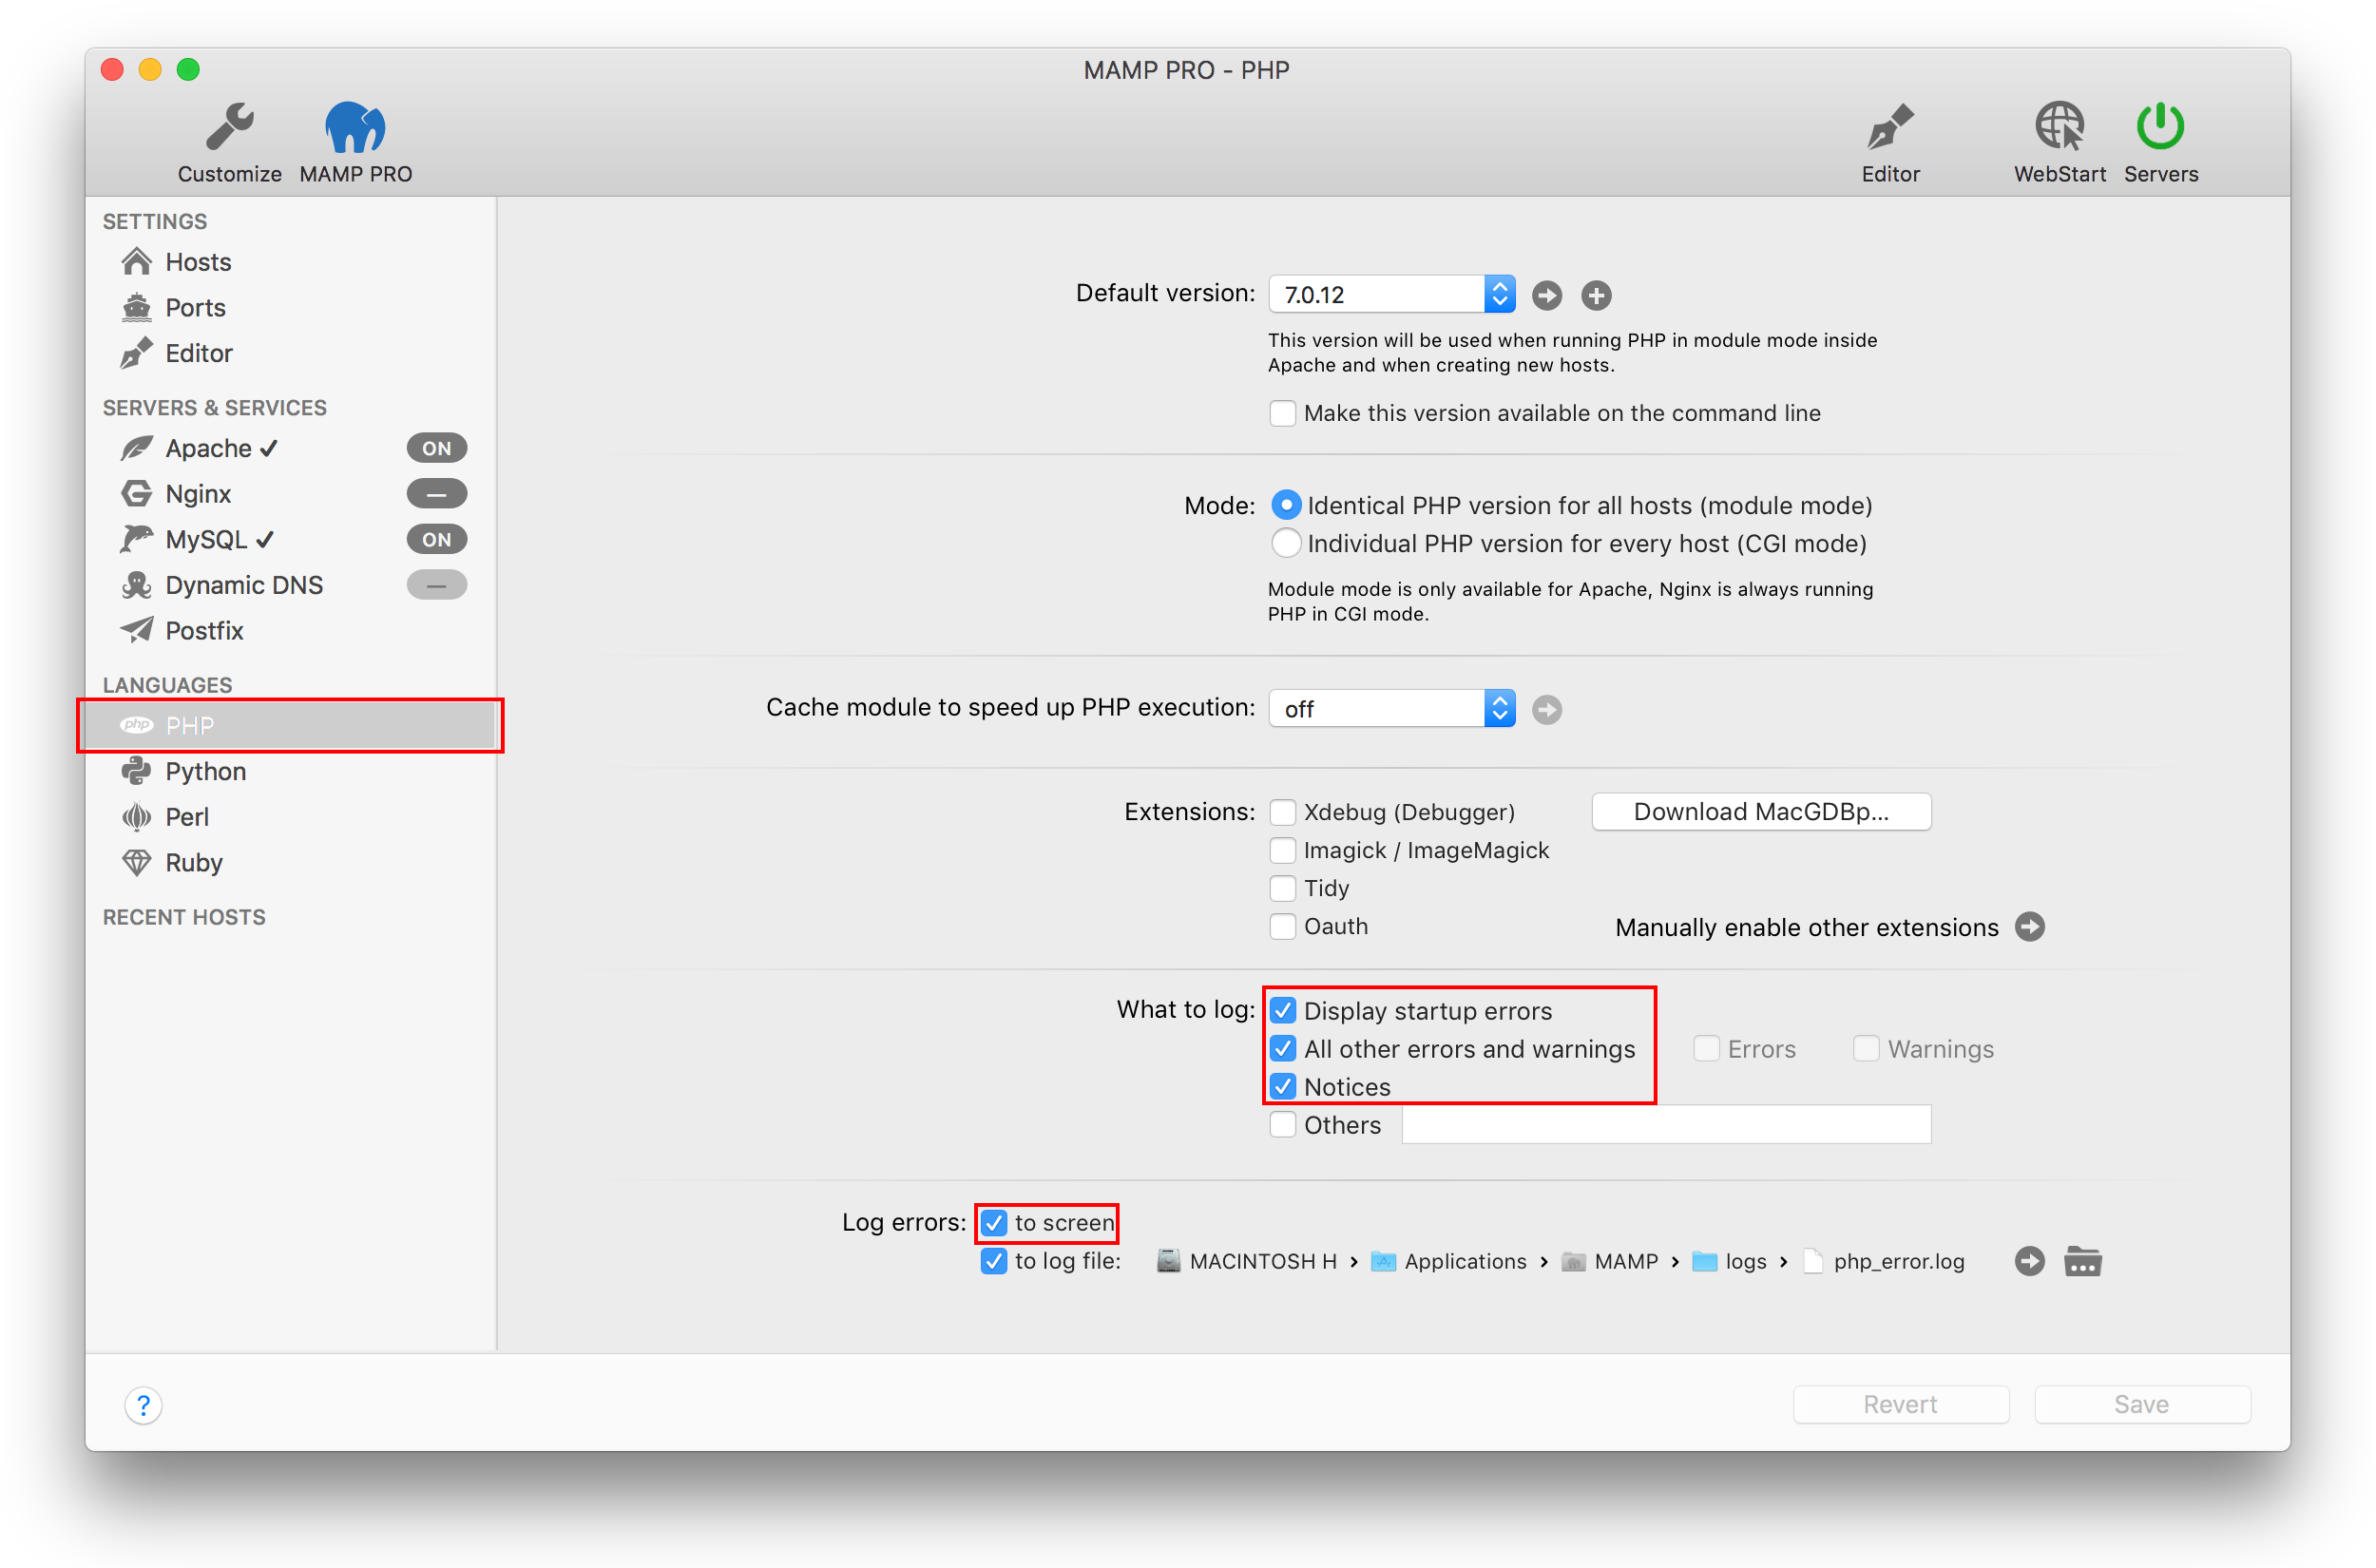 MAMP PRO - PHP
Customize MAMP PRO Editor WebStart Servers
SETTINGS
Hosts
Ports
Editor
SERVERS & SERVICES
Apache ✓ ON
Nginx —
MySQL ✓ ON
Dynamic DNS —
Postfix
LANGUAGES
php PHP
Python
Perl
Ruby
RECENT HOSTS
Default version: 7.0.12
This version will be used when running PHP in module mode inside
Apache and when creating new hosts.
Make this version available on the command line
Mode: Identical PHP version for all hosts (module mode)
Individual PHP version for every host (CGI mode)
Module mode is only available for Apache, Nginx is always running
PHP in CGI mode.
Cache module to speed up PHP execution: off
Extensions: Xdebug (Debugger) Download MacGDBp...
Imagick / ImageMagick
Tidy
Oauth Manually enable other extensions
What to log: Display startup errors
All other errors and warnings Errors Warnings
Notices
Others
Log errors: to screen
to log file: MACINTOSH H › Applications › MAMP › logs › php_error.log
? Revert Save